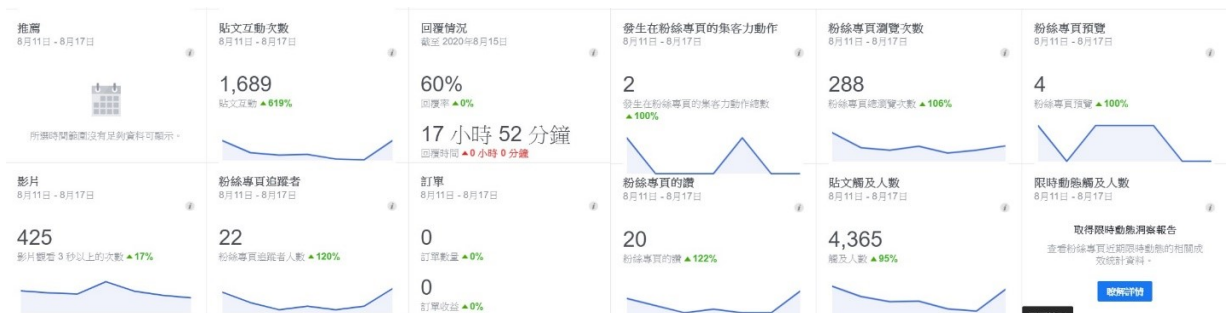 推薦
8月11日 - 8月17日
所選時間範圍沒有足夠資料可顯示。
貼文互動次數
8月11日 - 8月17日
1,689
貼文互動 ▲619%
回覆情況
截至 2020年8月15日
60%
回覆率 ▲0%
17 小時 52 分鐘
回覆時間 ▲0 小時 0 分鐘
發生在粉絲專頁的集客力動作
8月11日 - 8月17日
2
發生在粉絲專頁的集客力動作總數
▲100%
粉絲專頁瀏覽次數
8月11日 - 8月17日
288
粉絲專頁總瀏覽次數 ▲106%
粉絲專頁預覽
8月11日 - 8月17日
4
粉絲專頁預覽 ▲100%
影片
8月11日 - 8月17日
425
影片觀看 3 秒以上的次數 ▲17%
粉絲專頁追蹤者
8月11日 - 8月17日
22
粉絲專頁追蹤者人數 ▲120%
訂單
8月11日 - 8月17日
0
訂單數量 ▲0%
0
訂單收益 ▲0%
粉絲專頁的讚
8月11日 - 8月17日
20
粉絲專頁的讚 ▲122%
貼文觸及人數
8月11日 - 8月17日
4,365
觸及人數 ▲95%
限時動態觸及人數
8月11日 - 8月17日
取得限時動態洞察報告
查看粉絲專頁近期限時動態的相關成
效統計資料。
瞭解詳情